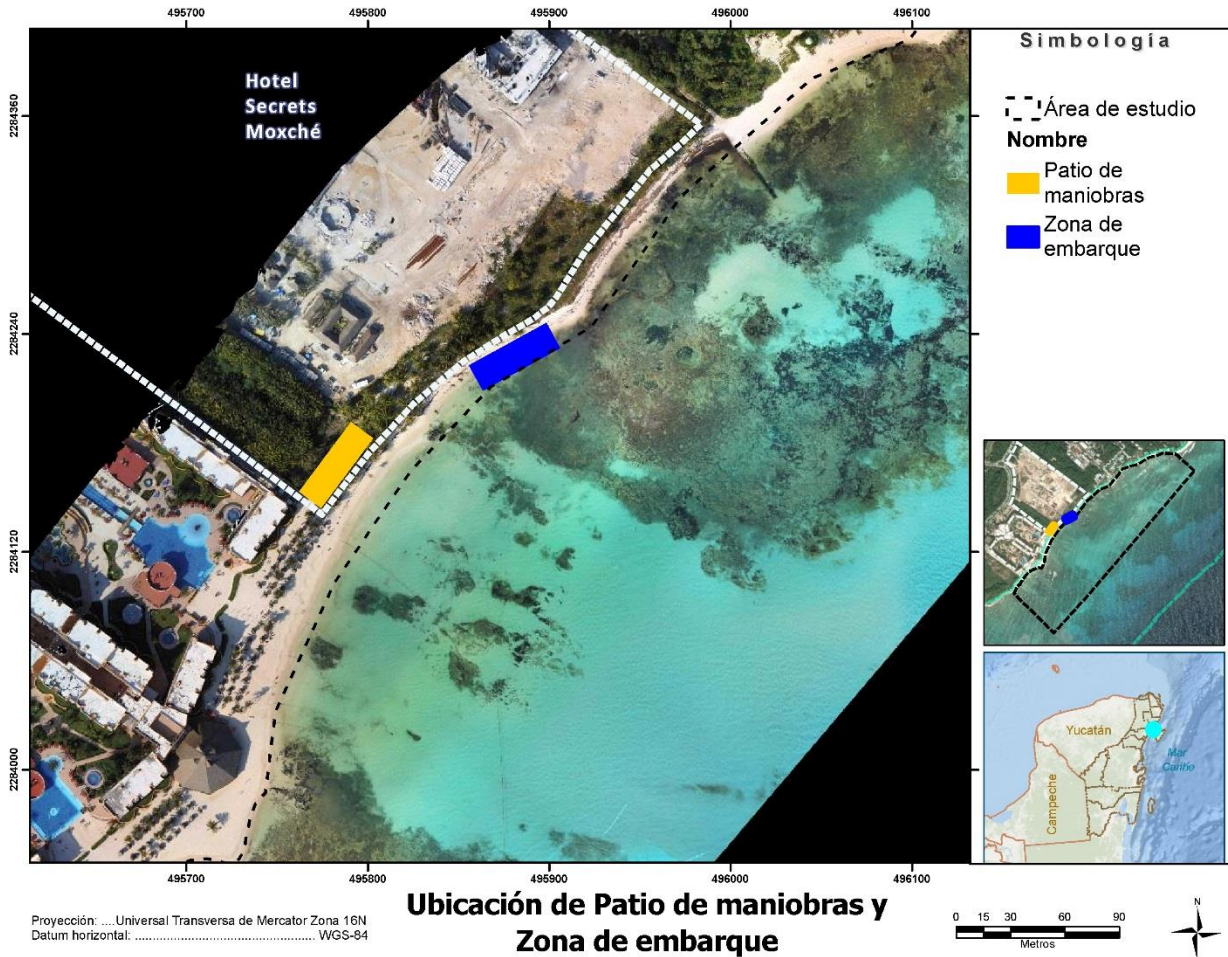 495700 495800 495900 496000 496100
2284360
2284240
2284120
2284000
Hotel
Secrets
Moxché
Simbología
Área de estudio
Nombre
Patio de
maniobras
Zona de
embarque
Yucatán
Mar
Caribe
Campeche
495700 495800 495900 496000 496100
Proyección: ....Universal Transversa de Mercator Zona 16N
Datum horizontal: ................................................ WGS-84
Ubicación de Patio de maniobras y
Zona de embarque
0 15 30 60 90
Metros
N